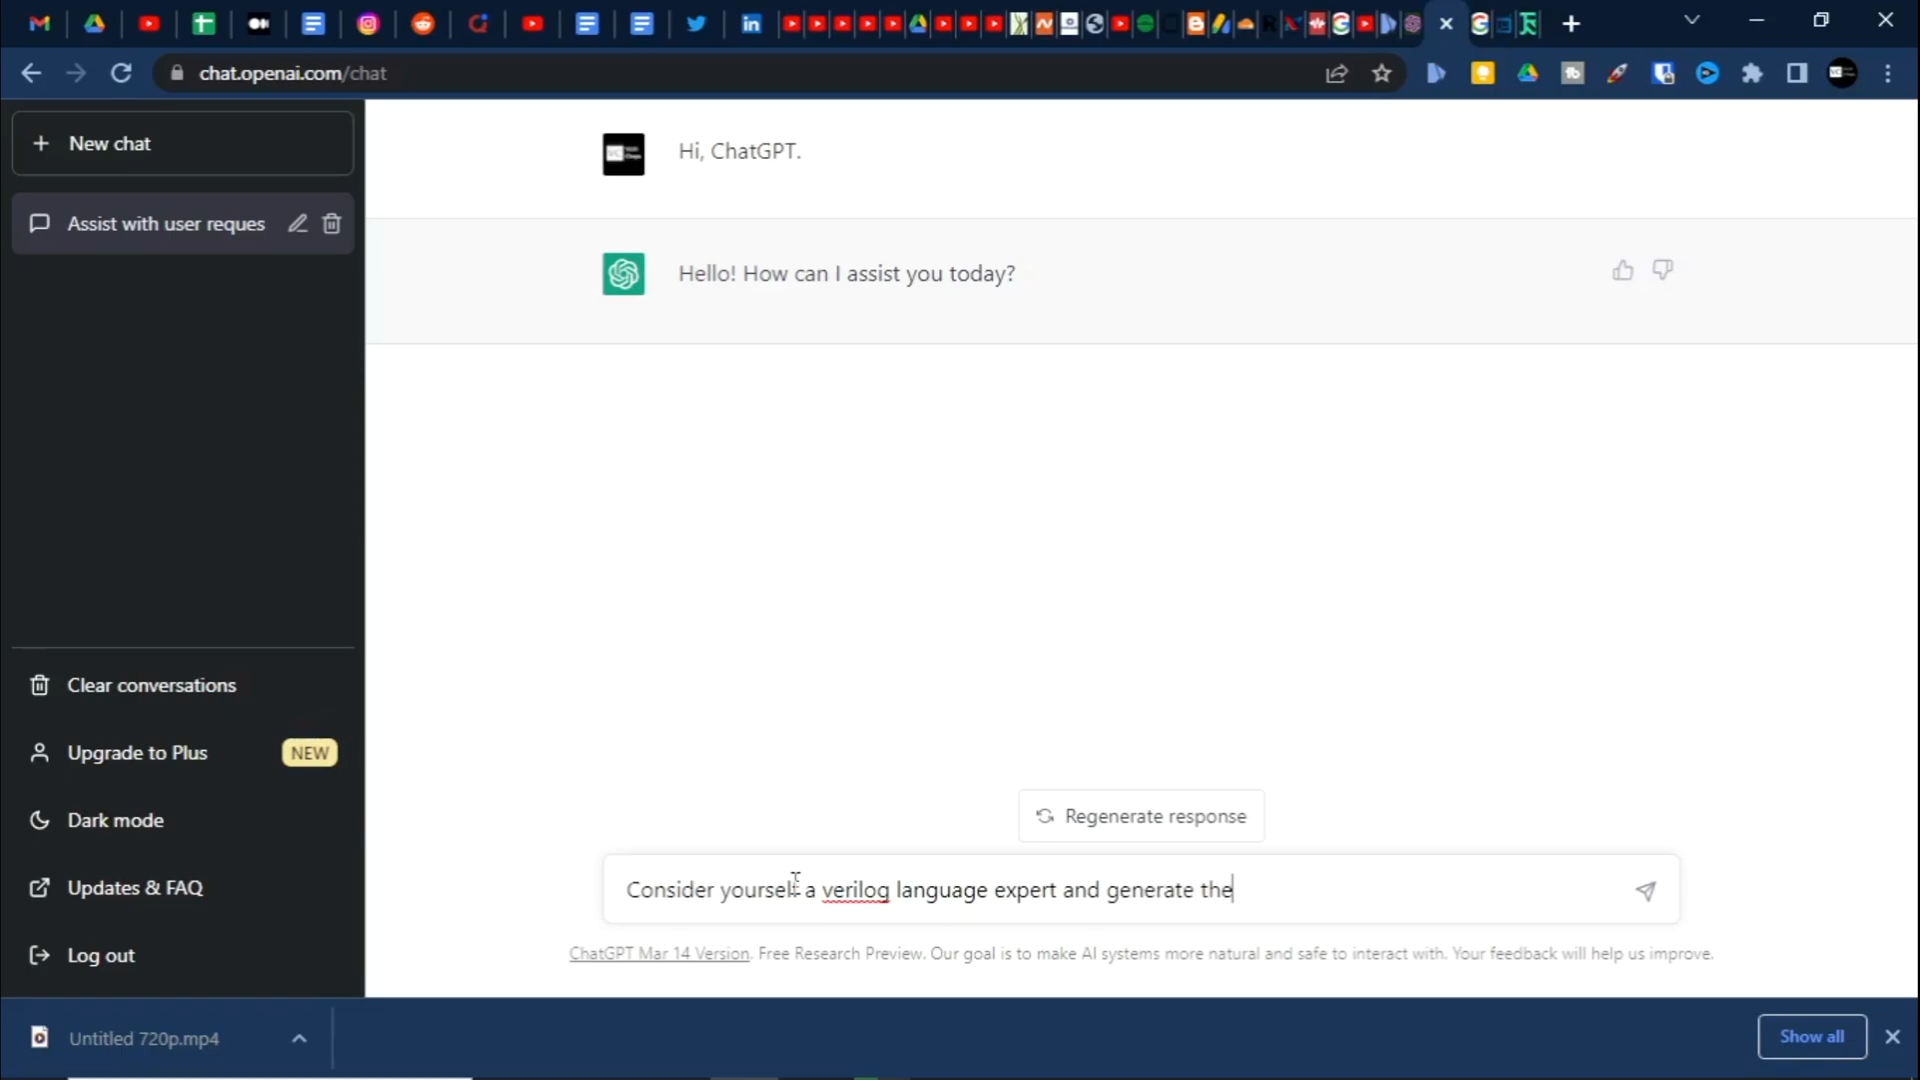 chat.openai.com/chat
New chat
Assist with user reques
Hi, ChatGPT.
Hello! How can I assist you today?
Clear conversations
Upgrade to Plus
NEW
Dark mode
Updates & FAQ
Log out
Regenerate response
Consider yourself a verilog language expert and generate the
ChatGPT Mar 14 Version. Free Research Preview. Our goal is to make AI systems more natural and safe to interact with. Your feedback will help us improve.
Untitled 720p.mp4
Show all